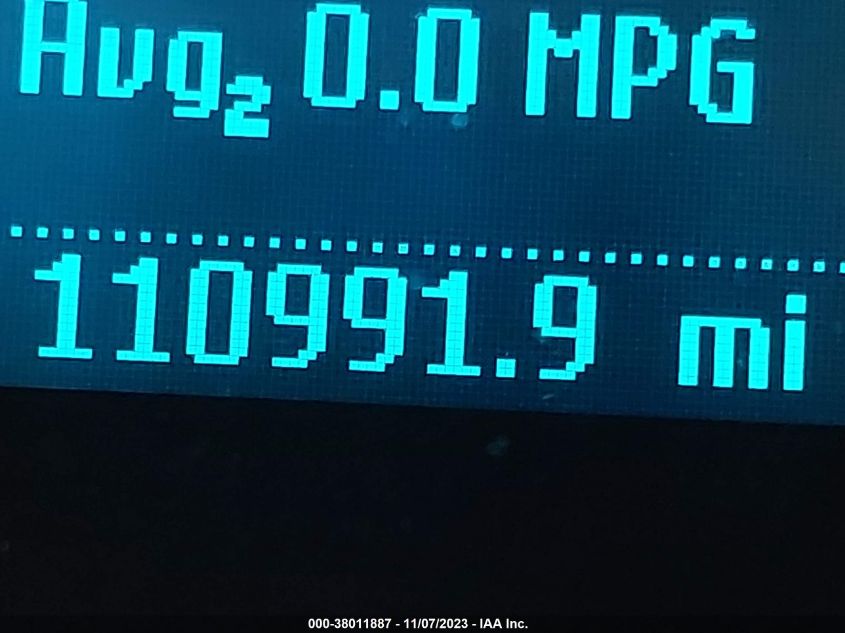 Avg2 0.0 MPG
110991.9 mi
000-38011887 - 11/07/2023 - IAA Inc.